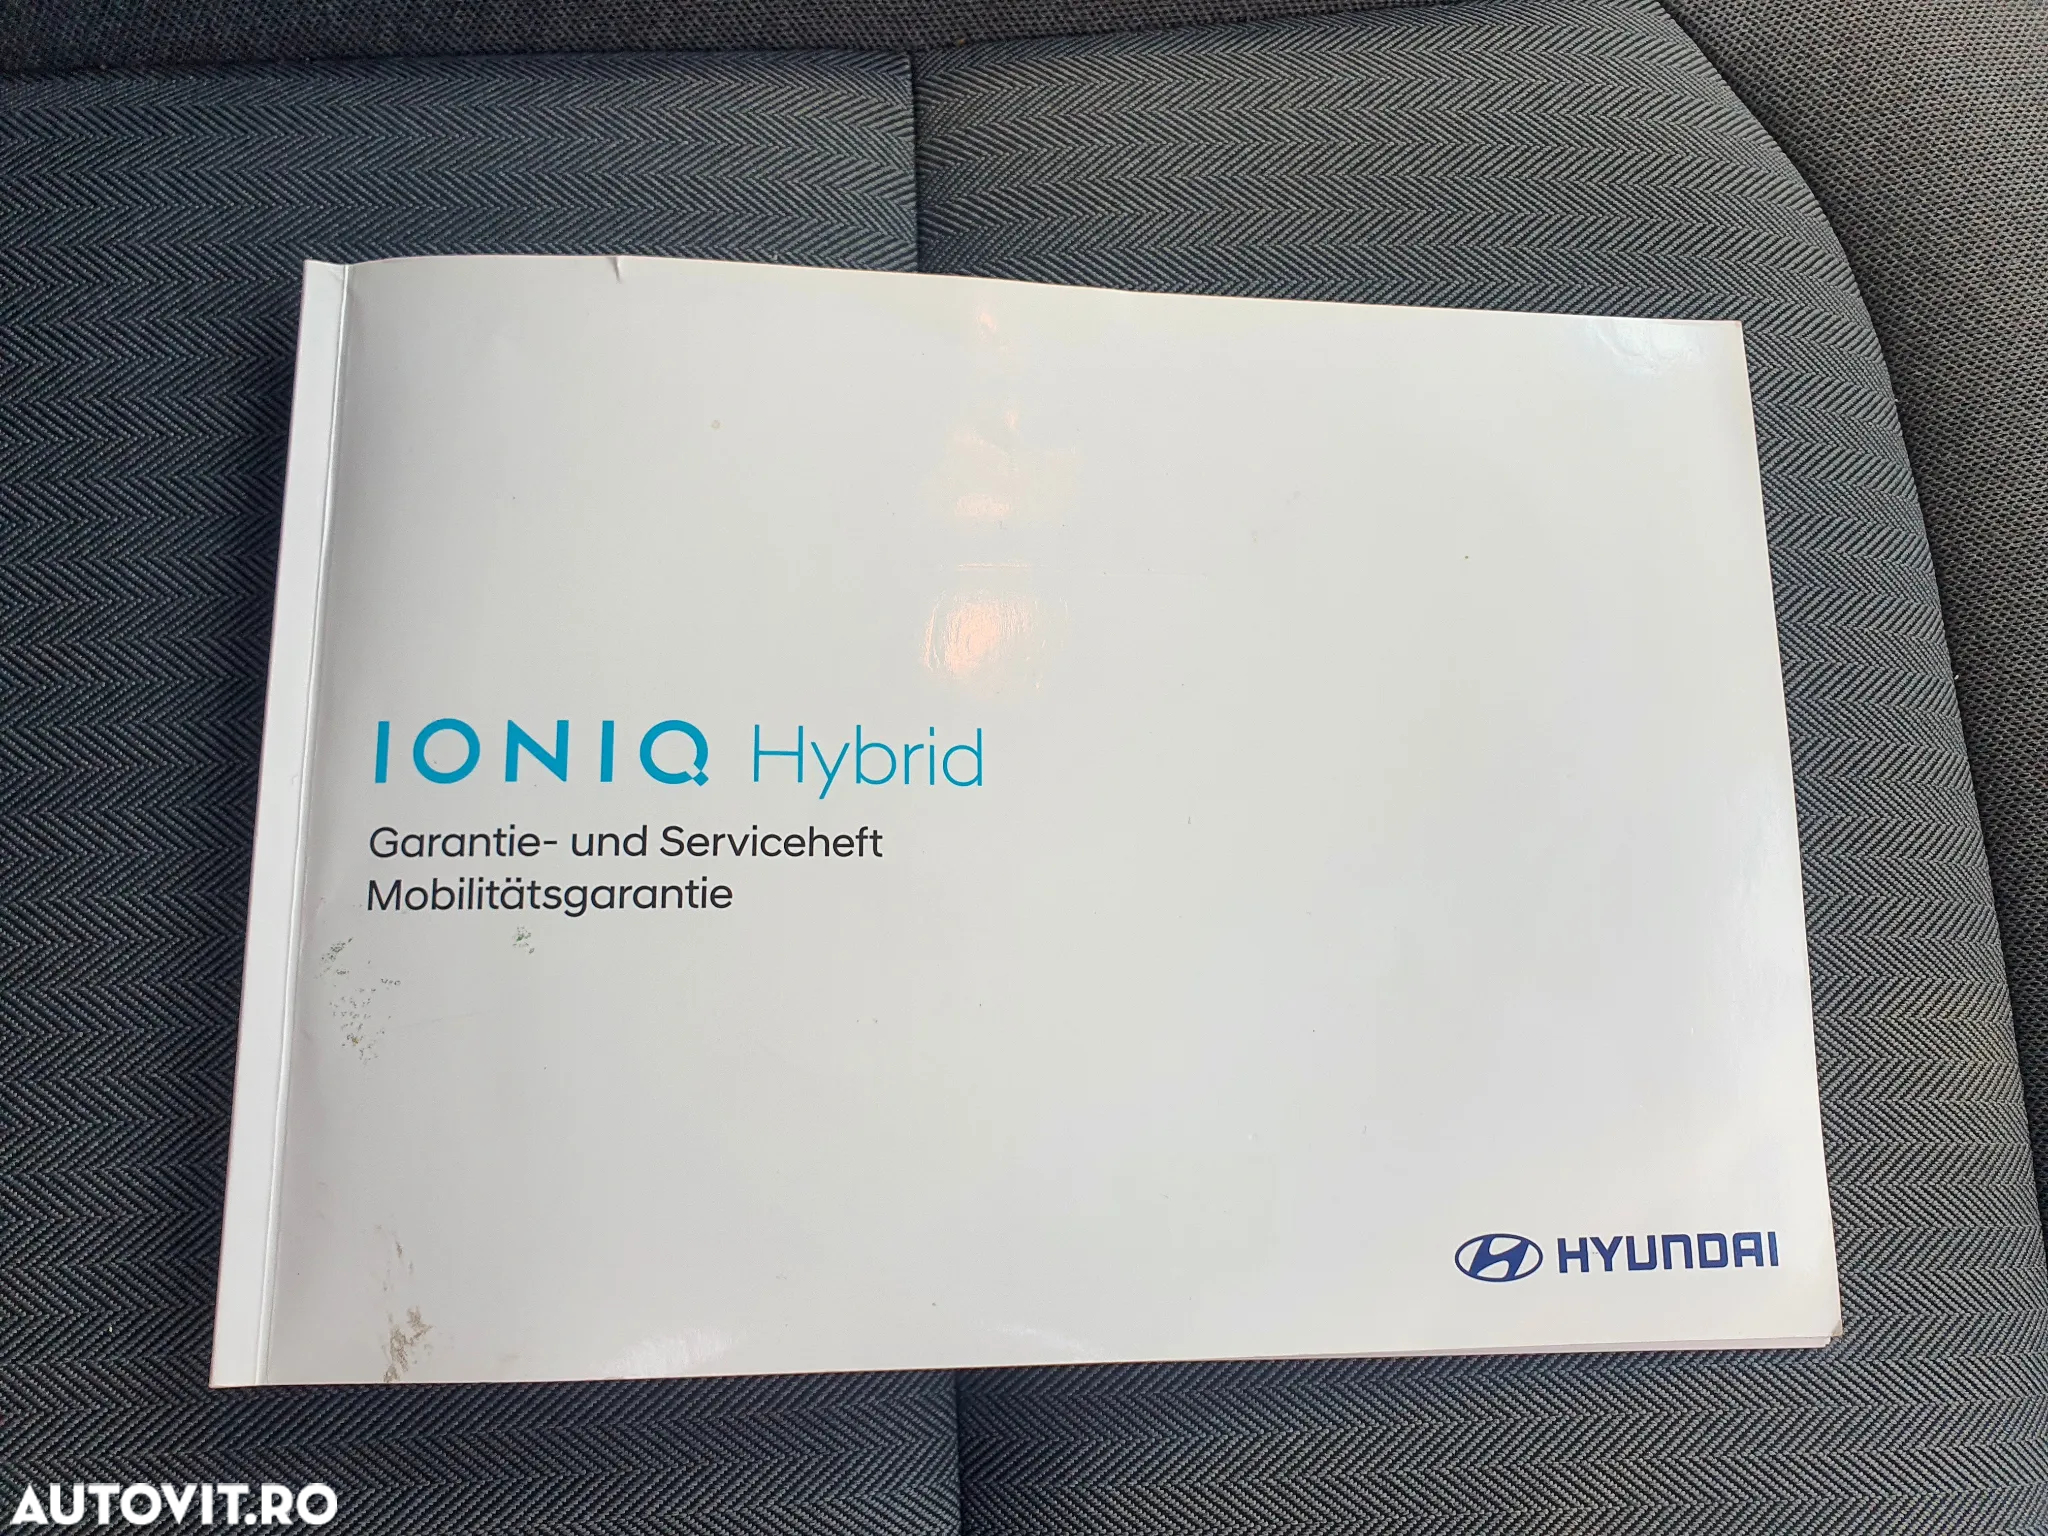 IONIQ Hybrid
Garantie- und Serviceheft
Mobilitätsgarantie
HYUNDAI
AUTOVIT.RO